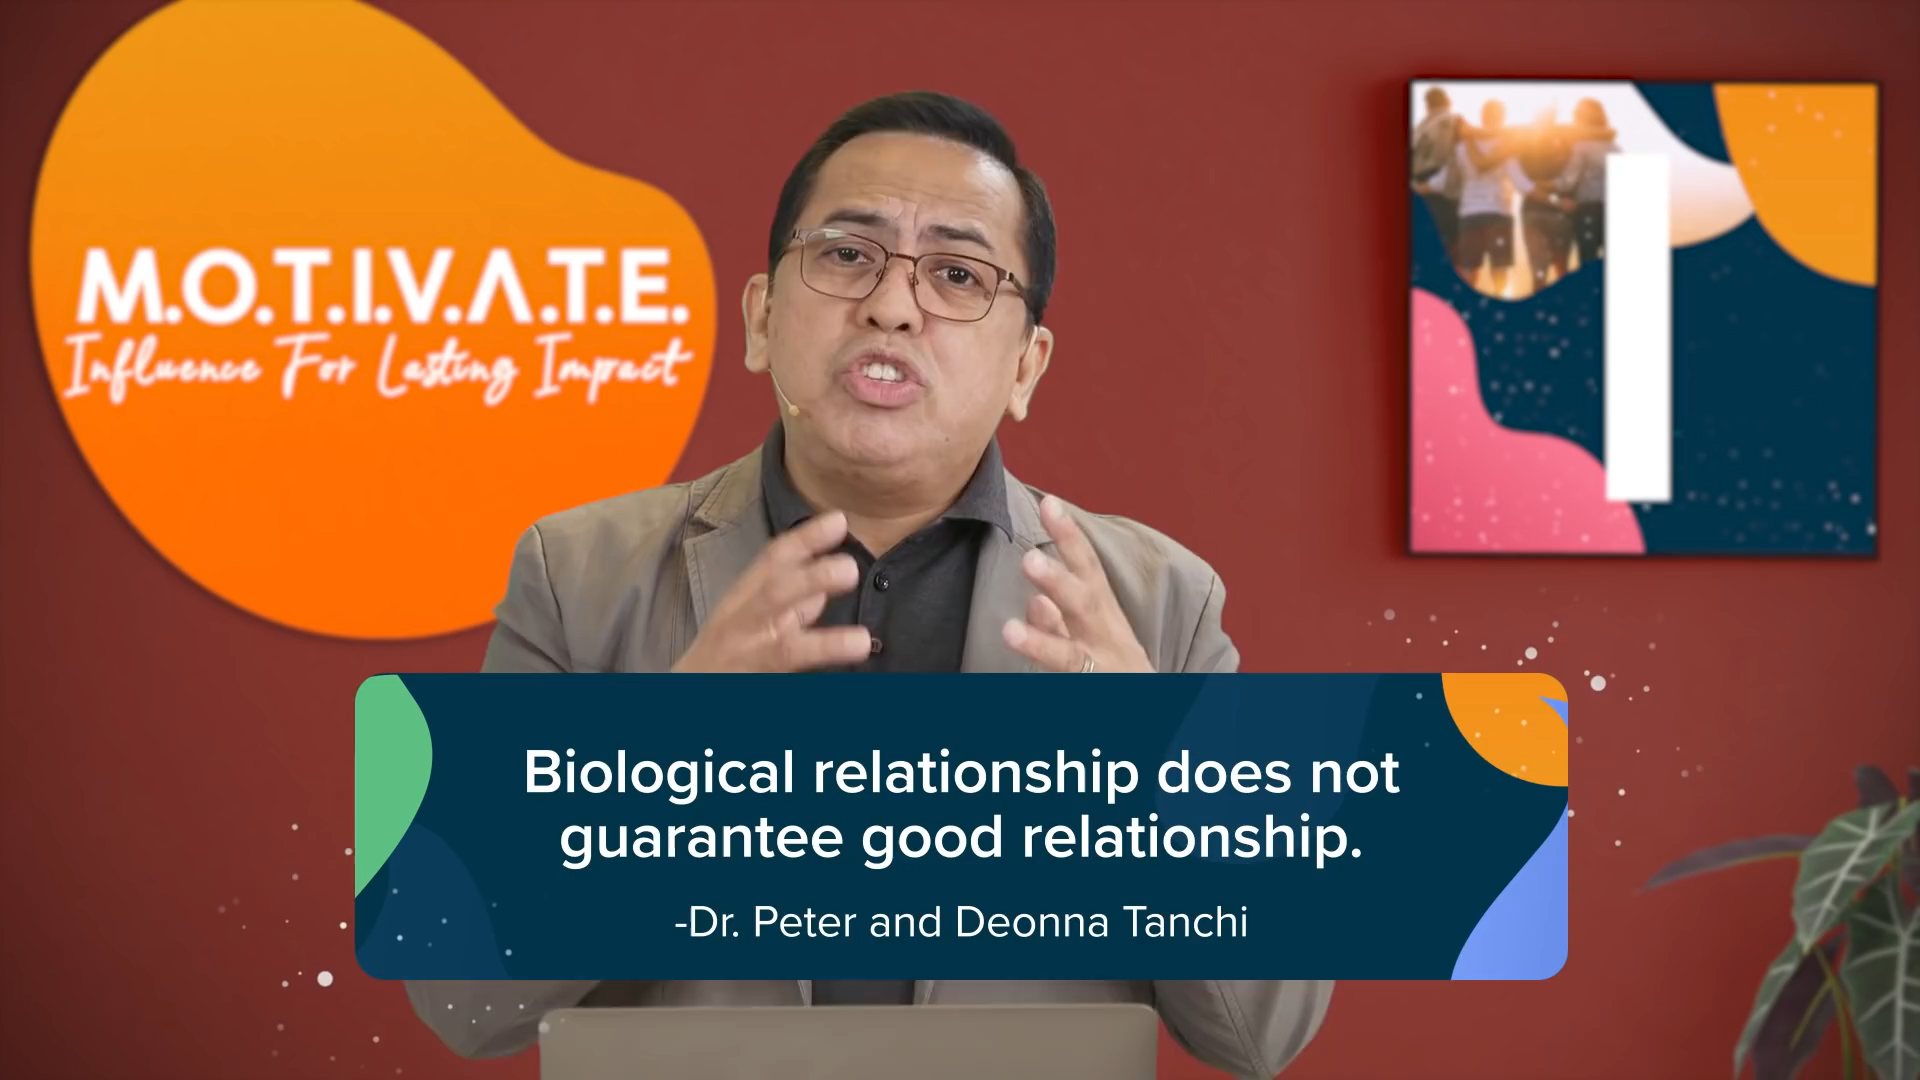 M.O.T.I.V.A.T.E.
Influence For Lasting Impact
I
Biological relationship does not
guarantee good relationship.
-Dr. Peter and Deonna Tanchi